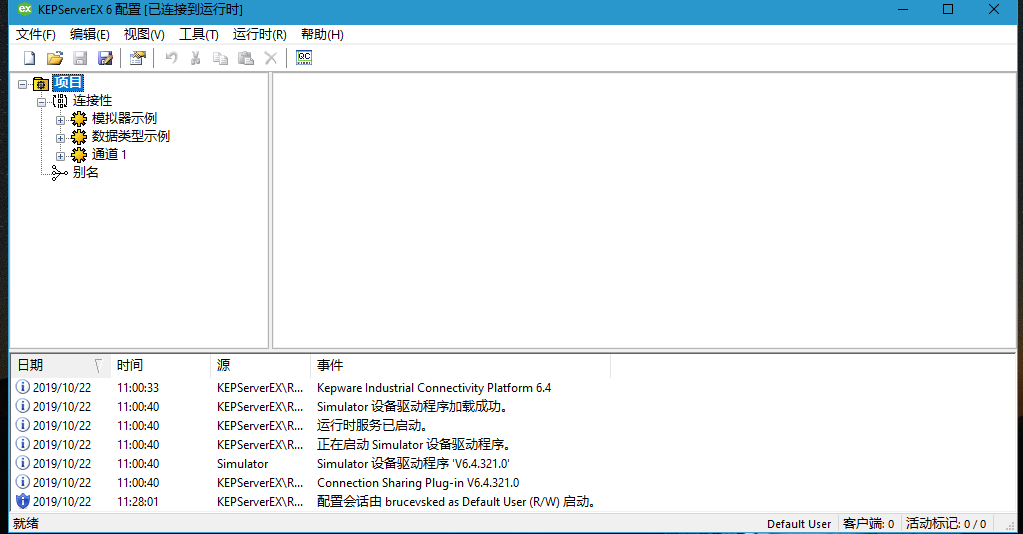 ex KEPServerEX 6 配置 [已连接到运行时]
文件(F) 编辑(E) 视图(V) 工具(T) 运行时(R) 帮助(H)
QC
项目
连接性
模拟器示例
数据类型示例
通道 1
别名
日期 时间 源 事件
2019/10/22 11:00:33 KEPServerEX\R... Kepware Industrial Connectivity Platform 6.4
2019/10/22 11:00:40 KEPServerEX\R... Simulator 设备驱动程序加载成功。
2019/10/22 11:00:40 KEPServerEX\R... 运行时服务已启动。
2019/10/22 11:00:40 KEPServerEX\R... 正在启动 Simulator 设备驱动程序。
2019/10/22 11:00:40 Simulator Simulator 设备驱动程序 'V6.4.321.0'
2019/10/22 11:00:40 KEPServerEX\R... Connection Sharing Plug-in V6.4.321.0
2019/10/22 11:28:01 KEPServerEX\R... 配置会话由 brucevsked as Default User (R/W) 启动。
就绪 Default User 客户端: 0 活动标记: 0 / 0